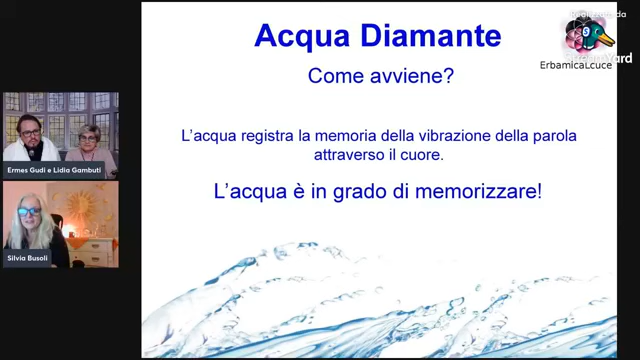 Acqua Diamante
Come avviene?
L'acqua registra la memoria della vibrazione della parola
attraverso il cuore.
L'acqua è in grado di memorizzare!
ErbamicaLcuce
Ermes Gudi e Lidia Gambuti
Silvia Busoli